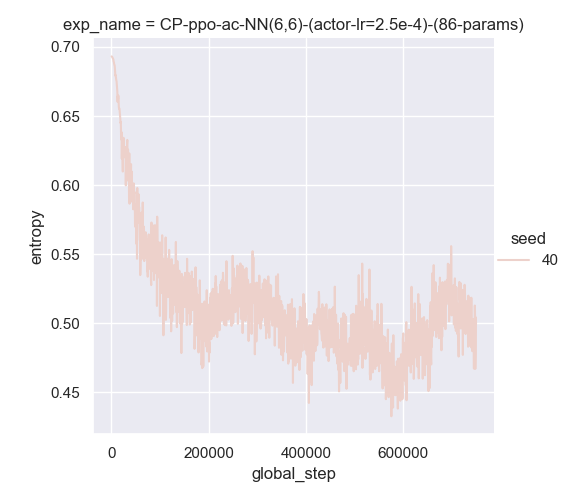 exp_name = CP-ppo-ac-NN(6,6)-(actor-lr=2.5e-4)-(86-params)
0.70
0.65
0.60
0.55
0.50
0.45
entropy
0
200000
400000
600000
global_step
seed
40